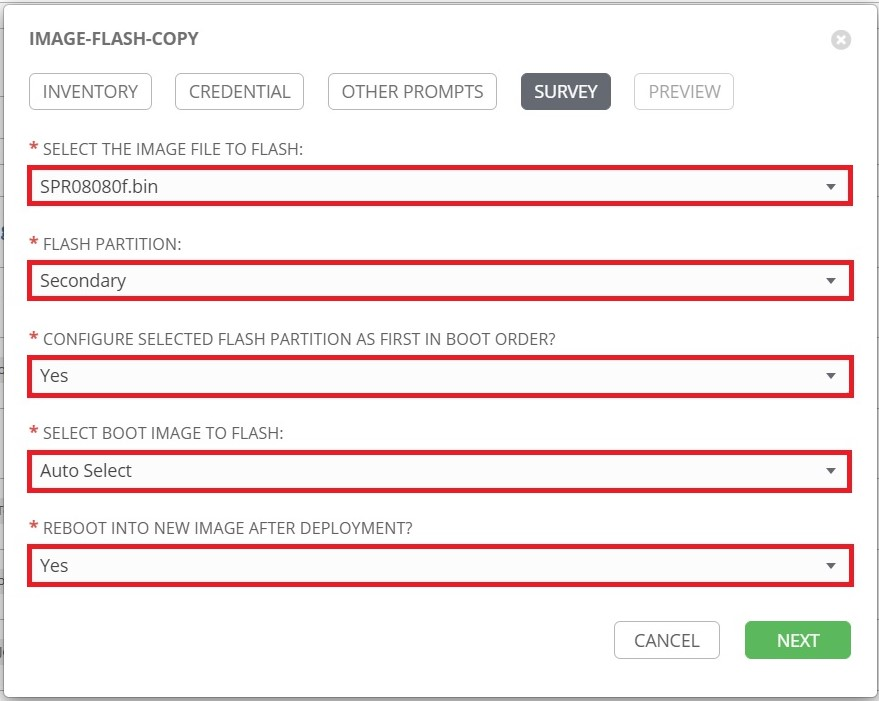 IMAGE-FLASH-COPY
INVENTORY CREDENTIAL OTHER PROMPTS SURVEY PREVIEW
* SELECT THE IMAGE FILE TO FLASH:
SPR08080f.bin
* FLASH PARTITION:
Secondary
* CONFIGURE SELECTED FLASH PARTITION AS FIRST IN BOOT ORDER?
Yes
* SELECT BOOT IMAGE TO FLASH:
Auto Select
* REBOOT INTO NEW IMAGE AFTER DEPLOYMENT?
Yes
CANCEL NEXT